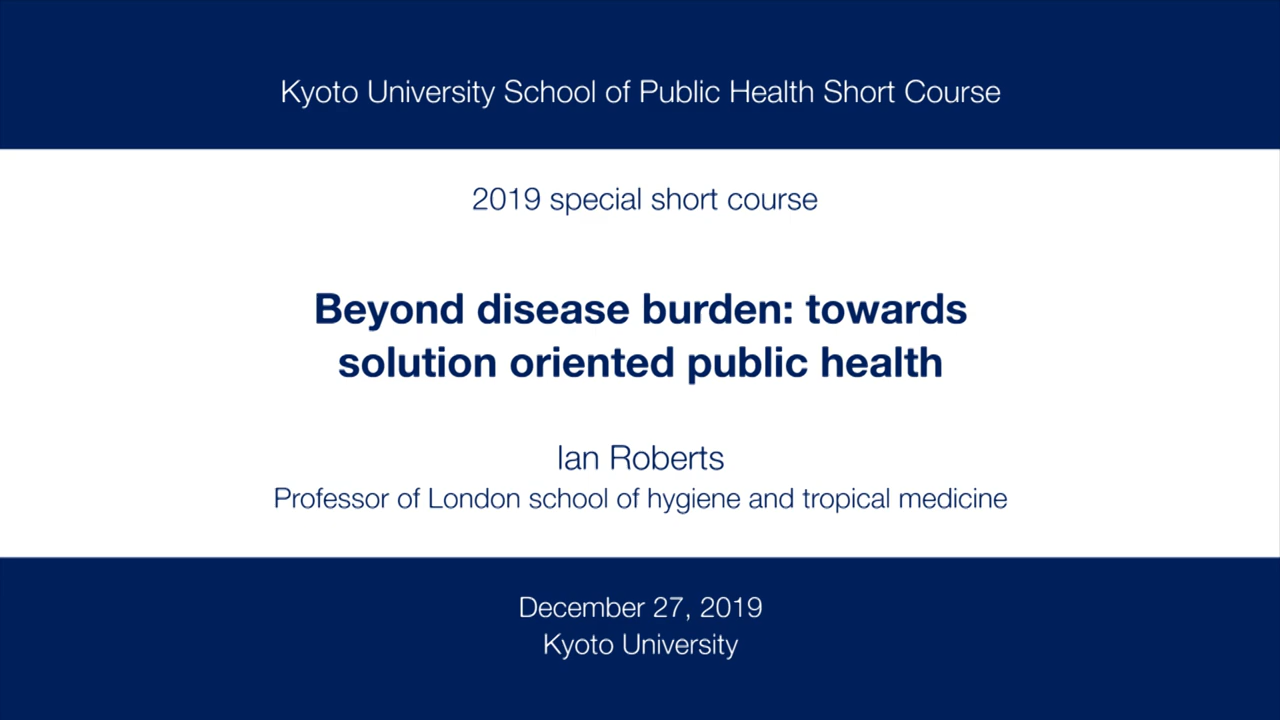 Kyoto University School of Public Health Short Course
2019 special short course
Beyond disease burden: towards
solution oriented public health
Ian Roberts
Professor of London school of hygiene and tropical medicine
December 27, 2019
Kyoto University